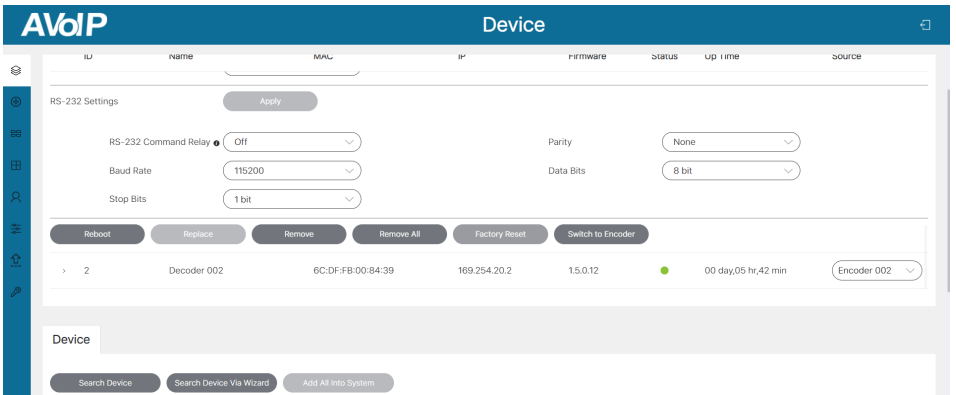 AVoIP Device
ID Name MAC IP Firmware Status Up Time Source
RS-232 Settings Apply
RS-232 Command Relay Off Parity None
Baud Rate 115200 Data Bits 8 bit
Stop Bits 1 bit
Reboot Replace Remove Remove All Factory Reset Switch to Encoder
2 Decoder 002 6C:DF:FB:00:84:39 169.254.20.2 1.5.0.12 00 day,05 hr,42 min Encoder 002
Device
Search Device Search Device Via Wizard Add All Into System